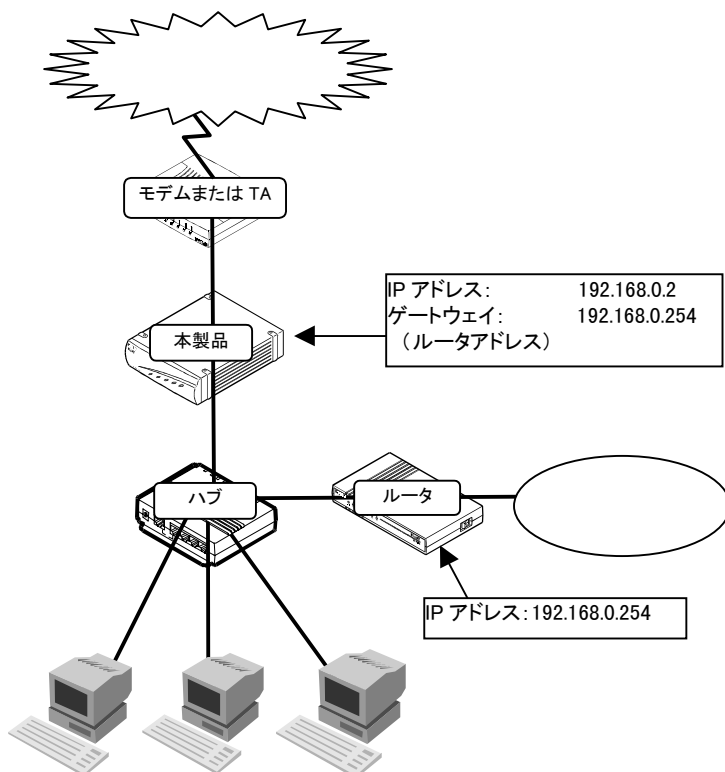 モデムまたは TA
IP アドレス： 192.168.0.2
ゲートウェイ： 192.168.0.254
（ルータアドレス）
本製品
ハブ
ルータ
IP アドレス：192.168.0.254